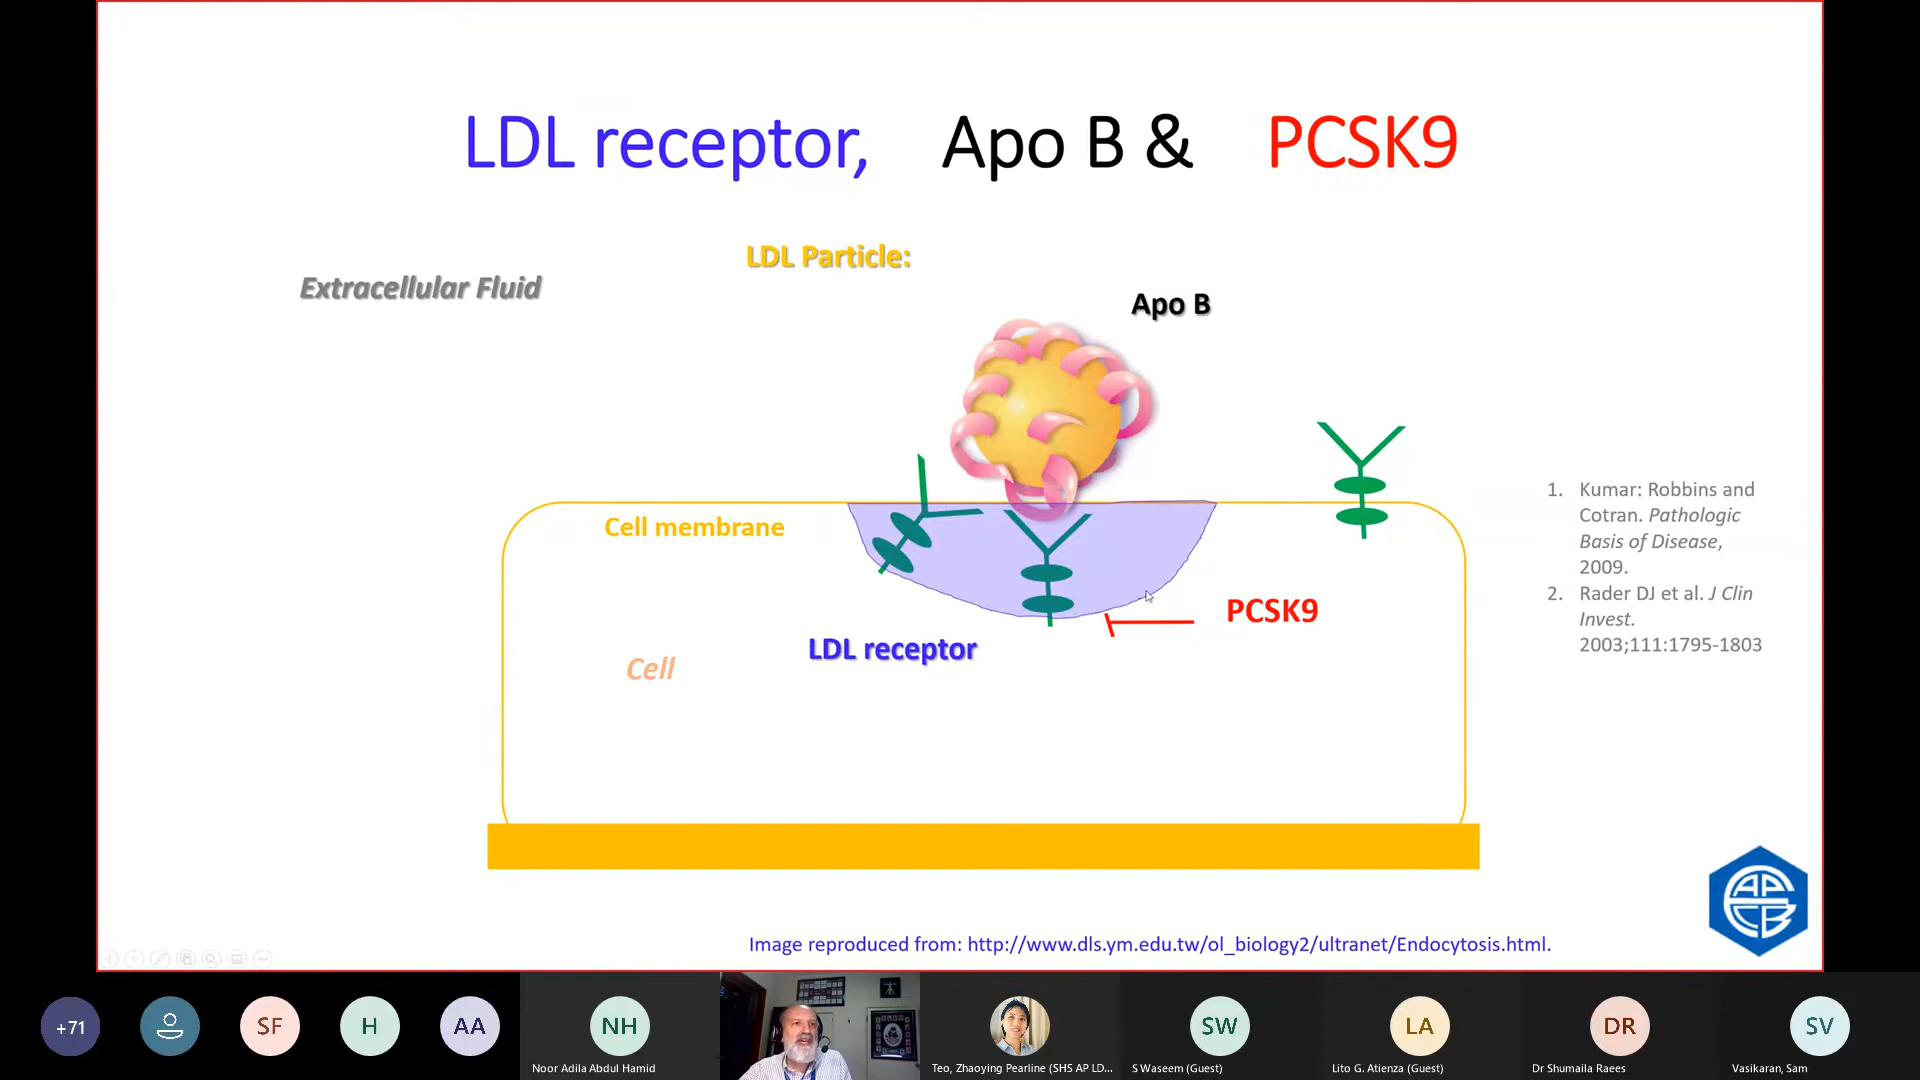 LDL receptor, Apo B & PCSK9
LDL Particle:
Extracellular Fluid
Apo B
Cell membrane
1. Kumar: Robbins and
Cotran. Pathologic
Basis of Disease,
2009.
2. Rader DJ et al. J Clin
Invest.
2003;111:1795-1803
PCSK9
LDL receptor
Cell
APFCB
Image reproduced from: http://www.dls.ym.edu.tw/ol_biology2/ultranet/Endocytosis.html.
+71
SF
H
AA
NH
SW
LA
DR
SV
Noor Adila Abdul Hamid
Teo, Zhaoying Pearline (SHS AP LD...
S Waseem (Guest)
Lito G. Atienza (Guest)
Dr Shumaila Raees
Vasikaran, Sam